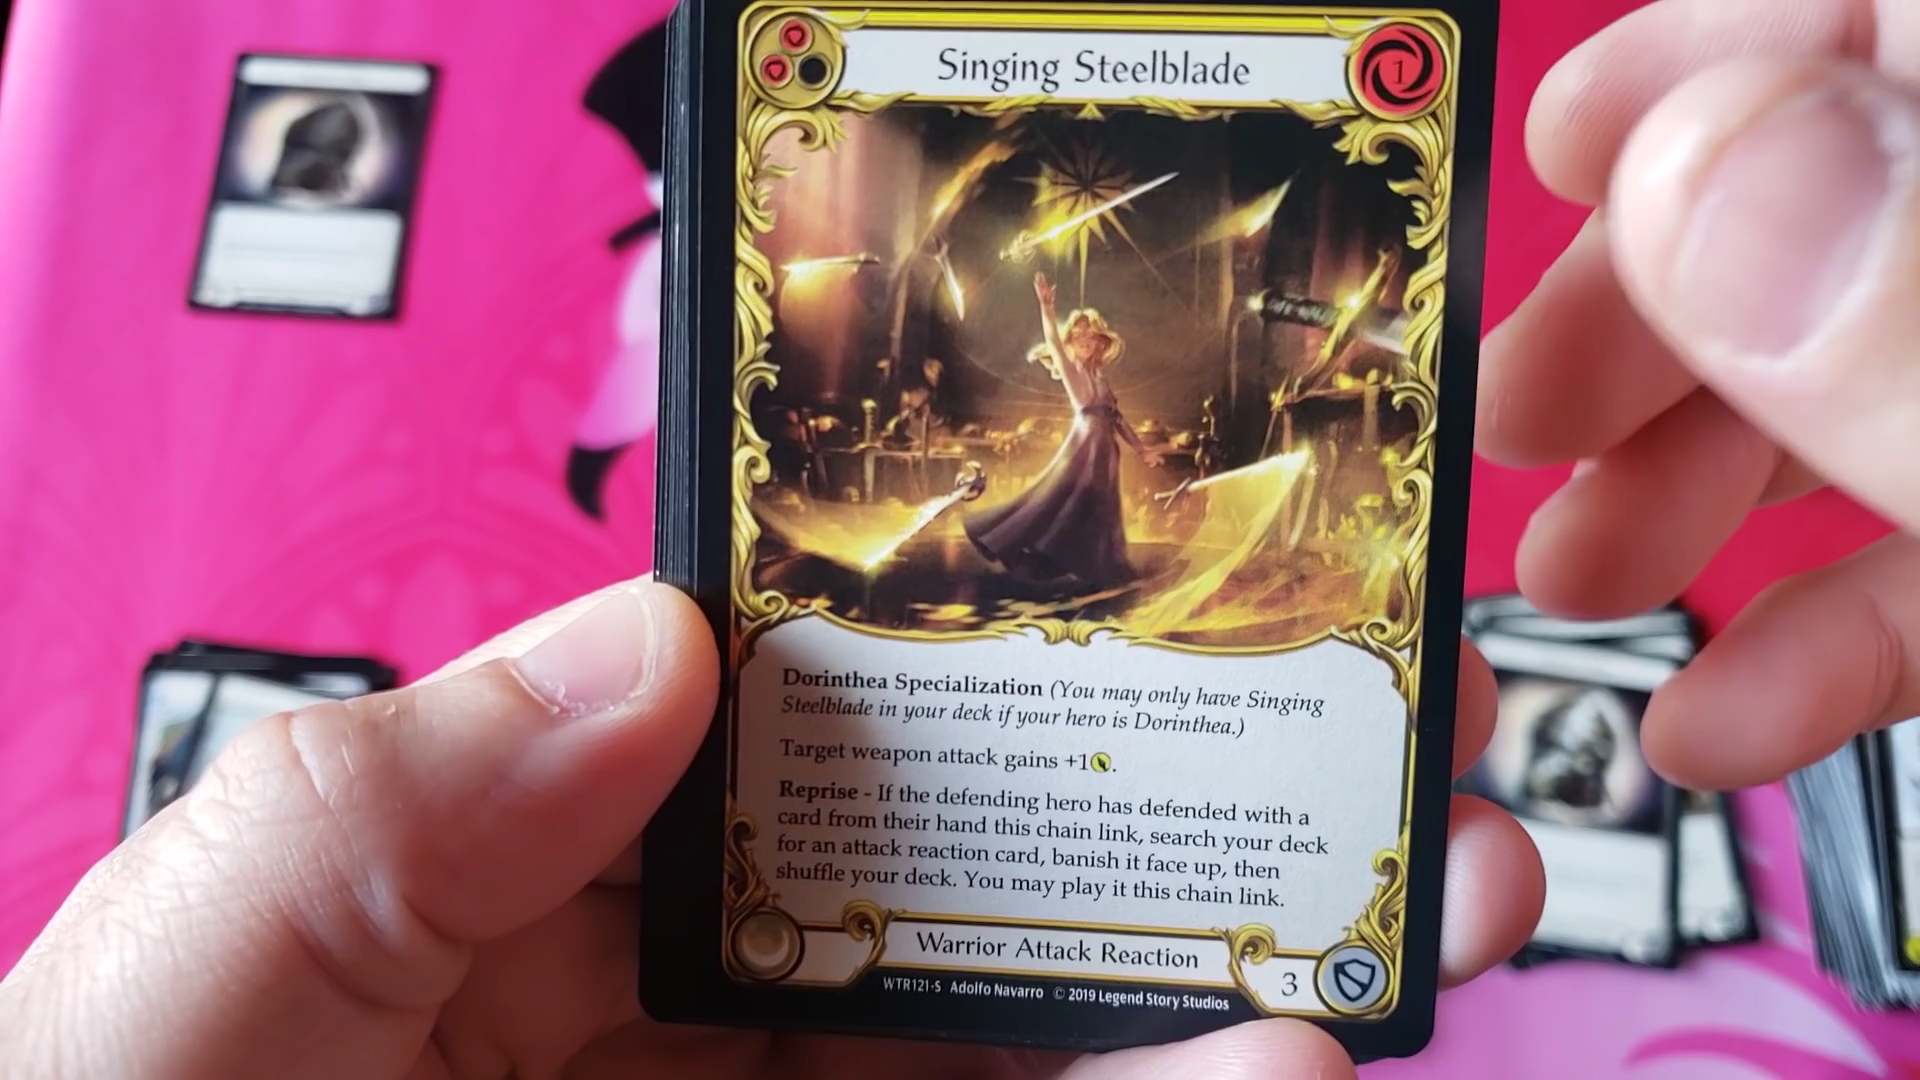 Singing Steelblade
1
Dorinthea Specialization (You may only have Singing
Steelblade in your deck if your hero is Dorinthea.)
Target weapon attack gains +1.
Reprise - If the defending hero has defended with a
card from their hand this chain link, search your deck
for an attack reaction card, banish it face up, then
shuffle your deck. You may play it this chain link.
Warrior Attack Reaction
3
WTR121-S Adolfo Navarro © 2019 Legend Story Studios